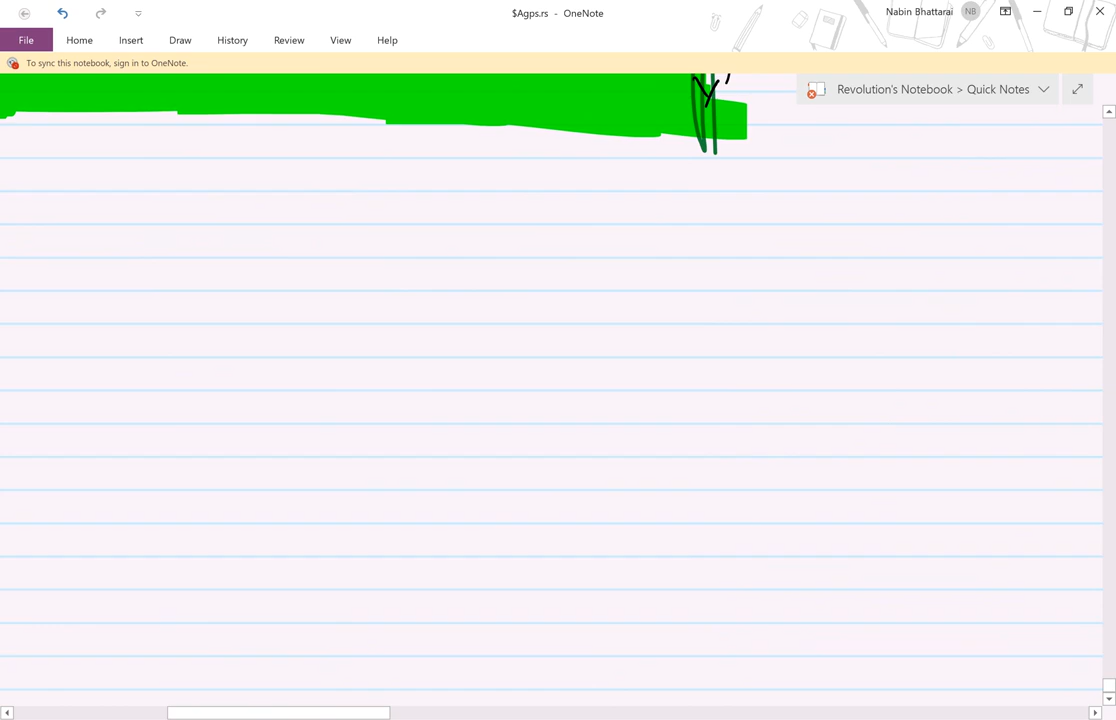 $Agps.rs - OneNote
Nabin Bhattarai NB
File Home Insert Draw History Review View Help
To sync this notebook, sign in to OneNote.
Revolution's Notebook > Quick Notes
Y'